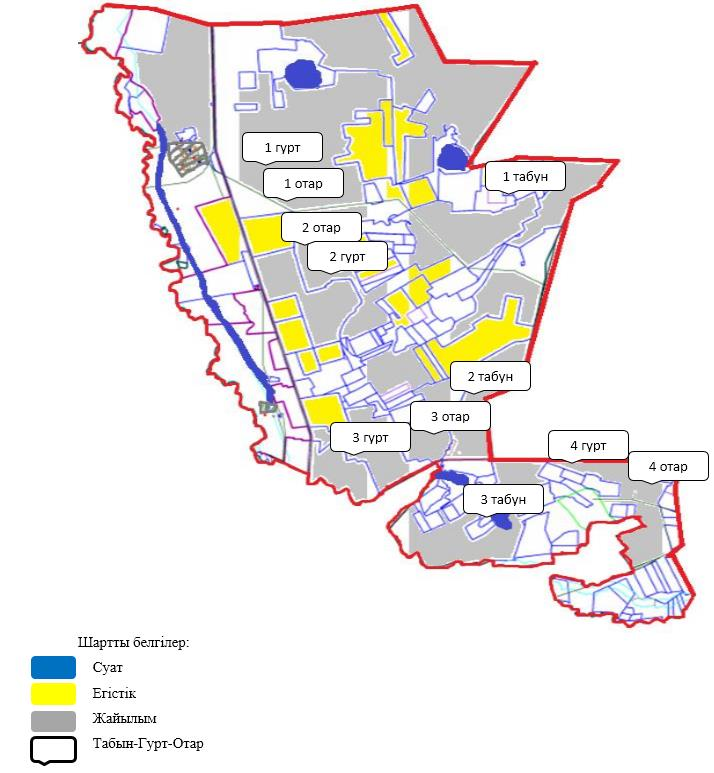 1 гурт
1 отар
1 табун
2 отар
2 гурт
2 табун
3 отар
3 гурт
4 гурт
4 отар
3 табун
Шартты белгілер:
Суат
Егістік
Жайылым
Табын-Гурт-Отар